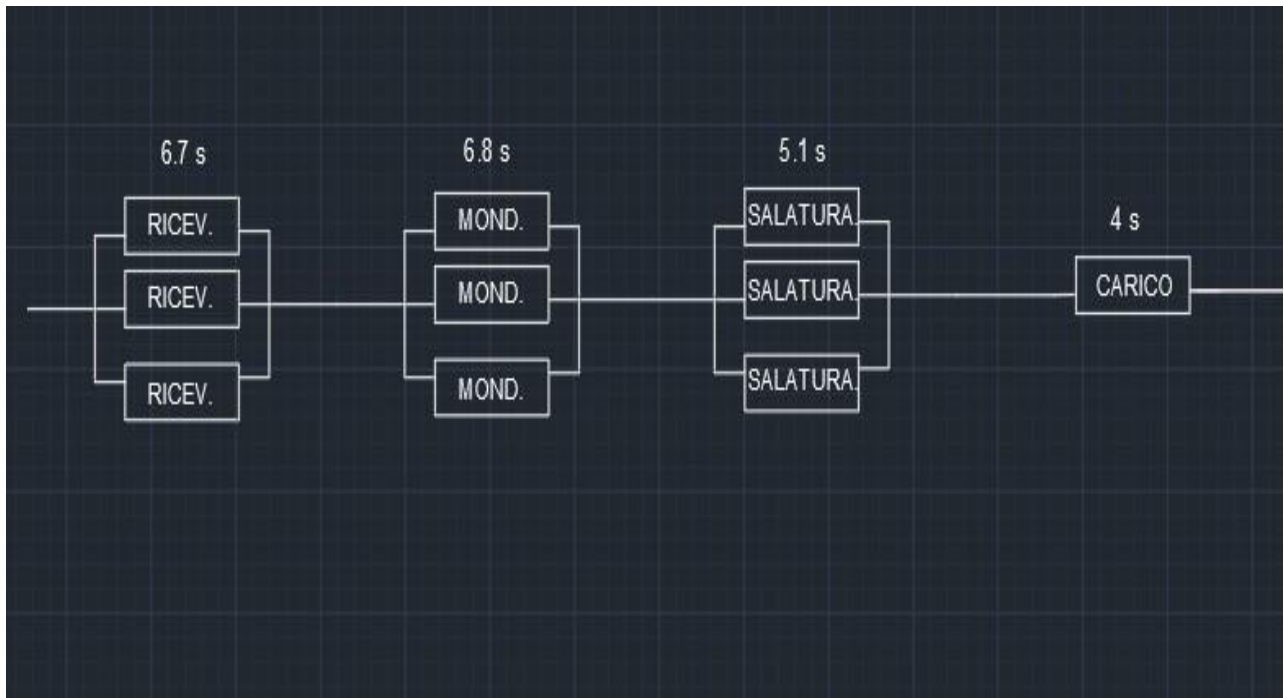 6.7 s
6.8 s
5.1 s
4 s
RICEV.
MOND.
SALATURA.
CARICO
RICEV.
MOND.
SALATURA.
RICEV.
MOND.
SALATURA.